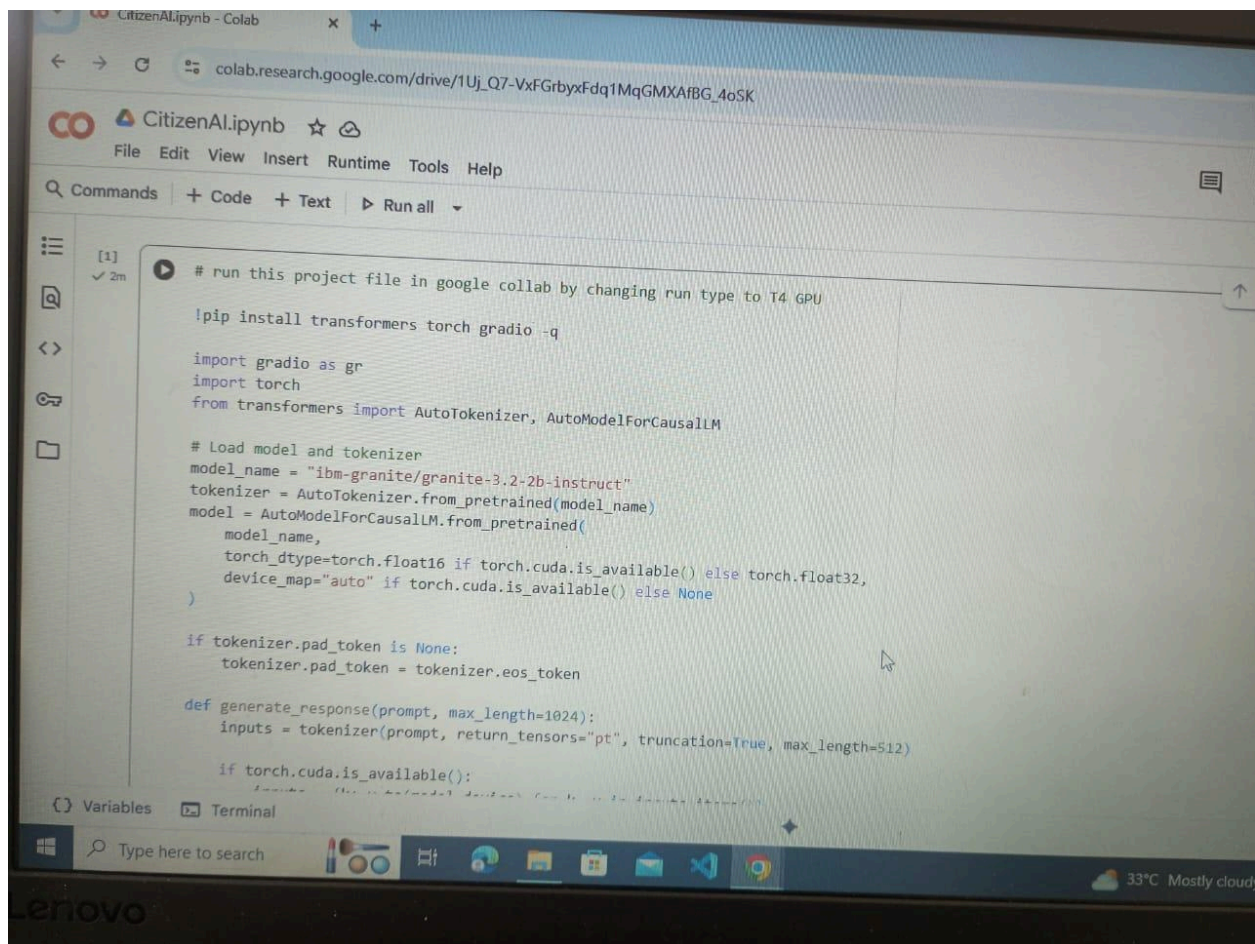 CitizenAI.ipynb - Colab
colab.research.google.com/drive/1Uj_Q7-VxFGrbyxFdq1MqGMXAfBG_4oSK
CO CitizenAI.ipynb
File Edit View Insert Runtime Tools Help
Commands + Code + Text Run all
[1]
2m
# run this project file in google collab by changing run type to T4 GPU
!pip install transformers torch gradio -q
import gradio as gr
import torch
from transformers import AutoTokenizer, AutoModelForCausalLM
# Load model and tokenizer
model_name = "ibm-granite/granite-3.2-2b-instruct"
tokenizer = AutoTokenizer.from_pretrained(model_name)
model = AutoModelForCausalLM.from_pretrained(
model_name,
torch_dtype=torch.float16 if torch.cuda.is_available() else torch.float32,
device_map="auto" if torch.cuda.is_available() else None
)
if tokenizer.pad_token is None:
tokenizer.pad_token = tokenizer.eos_token
def generate_response(prompt, max_length=1024):
inputs = tokenizer(prompt, return_tensors="pt", truncation=True, max_length=512)
if torch.cuda.is_available():
{} Variables Terminal
Type here to search
33°C Mostly cloudy
Lenovo